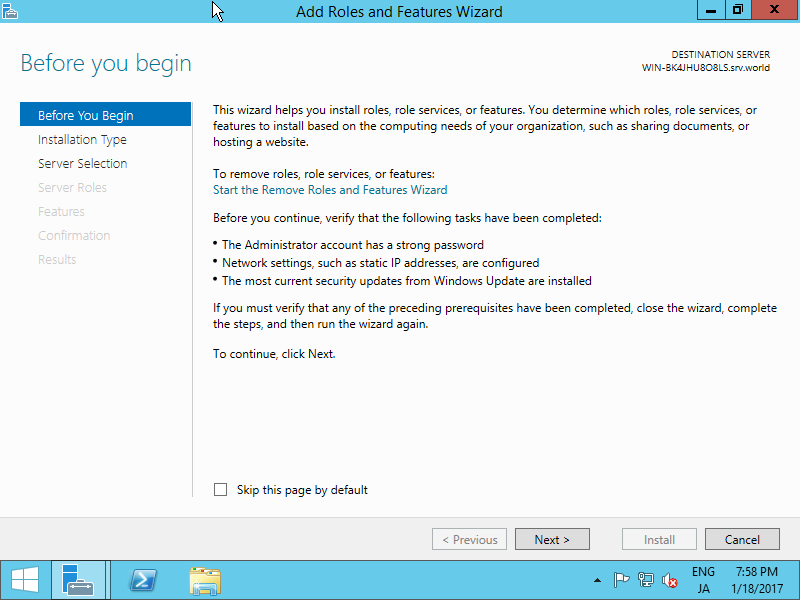 Add Roles and Features Wizard
Before you begin
DESTINATION SERVER
WIN-BK4JHU8O8LS.srv.world
Before You Begin
Installation Type
Server Selection
Server Roles
Features
Confirmation
Results
This wizard helps you install roles, role services, or features. You determine which roles, role services, or
features to install based on the computing needs of your organization, such as sharing documents, or
hosting a website.
To remove roles, role services, or features:
Start the Remove Roles and Features Wizard
Before you continue, verify that the following tasks have been completed:
• The Administrator account has a strong password
• Network settings, such as static IP addresses, are configured
• The most current security updates from Windows Update are installed
If you must verify that any of the preceding prerequisites have been completed, close the wizard, complete
the steps, and then run the wizard again.
To continue, click Next.
Skip this page by default
< Previous
Next >
Install
Cancel
ENG
JA
7:58 PM
1/18/2017